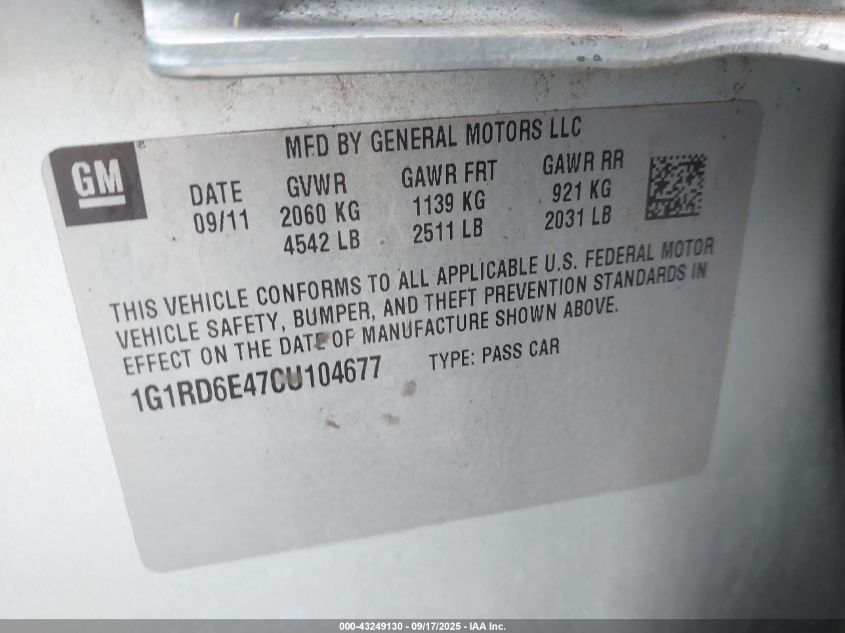 GM
MFD BY GENERAL MOTORS LLC
DATE GVWR GAWR FRT GAWR RR
09/11 2060 KG 1139 KG 921 KG
4542 LB 2511 LB 2031 LB
THIS VEHICLE CONFORMS TO ALL APPLICABLE U.S. FEDERAL MOTOR
VEHICLE SAFETY, BUMPER, AND THEFT PREVENTION STANDARDS IN
EFFECT ON THE DATE OF MANUFACTURE SHOWN ABOVE.
1G1RD6E47CU104677 TYPE: PASS CAR
000-43249130 - 09/17/2025 - IAA Inc.